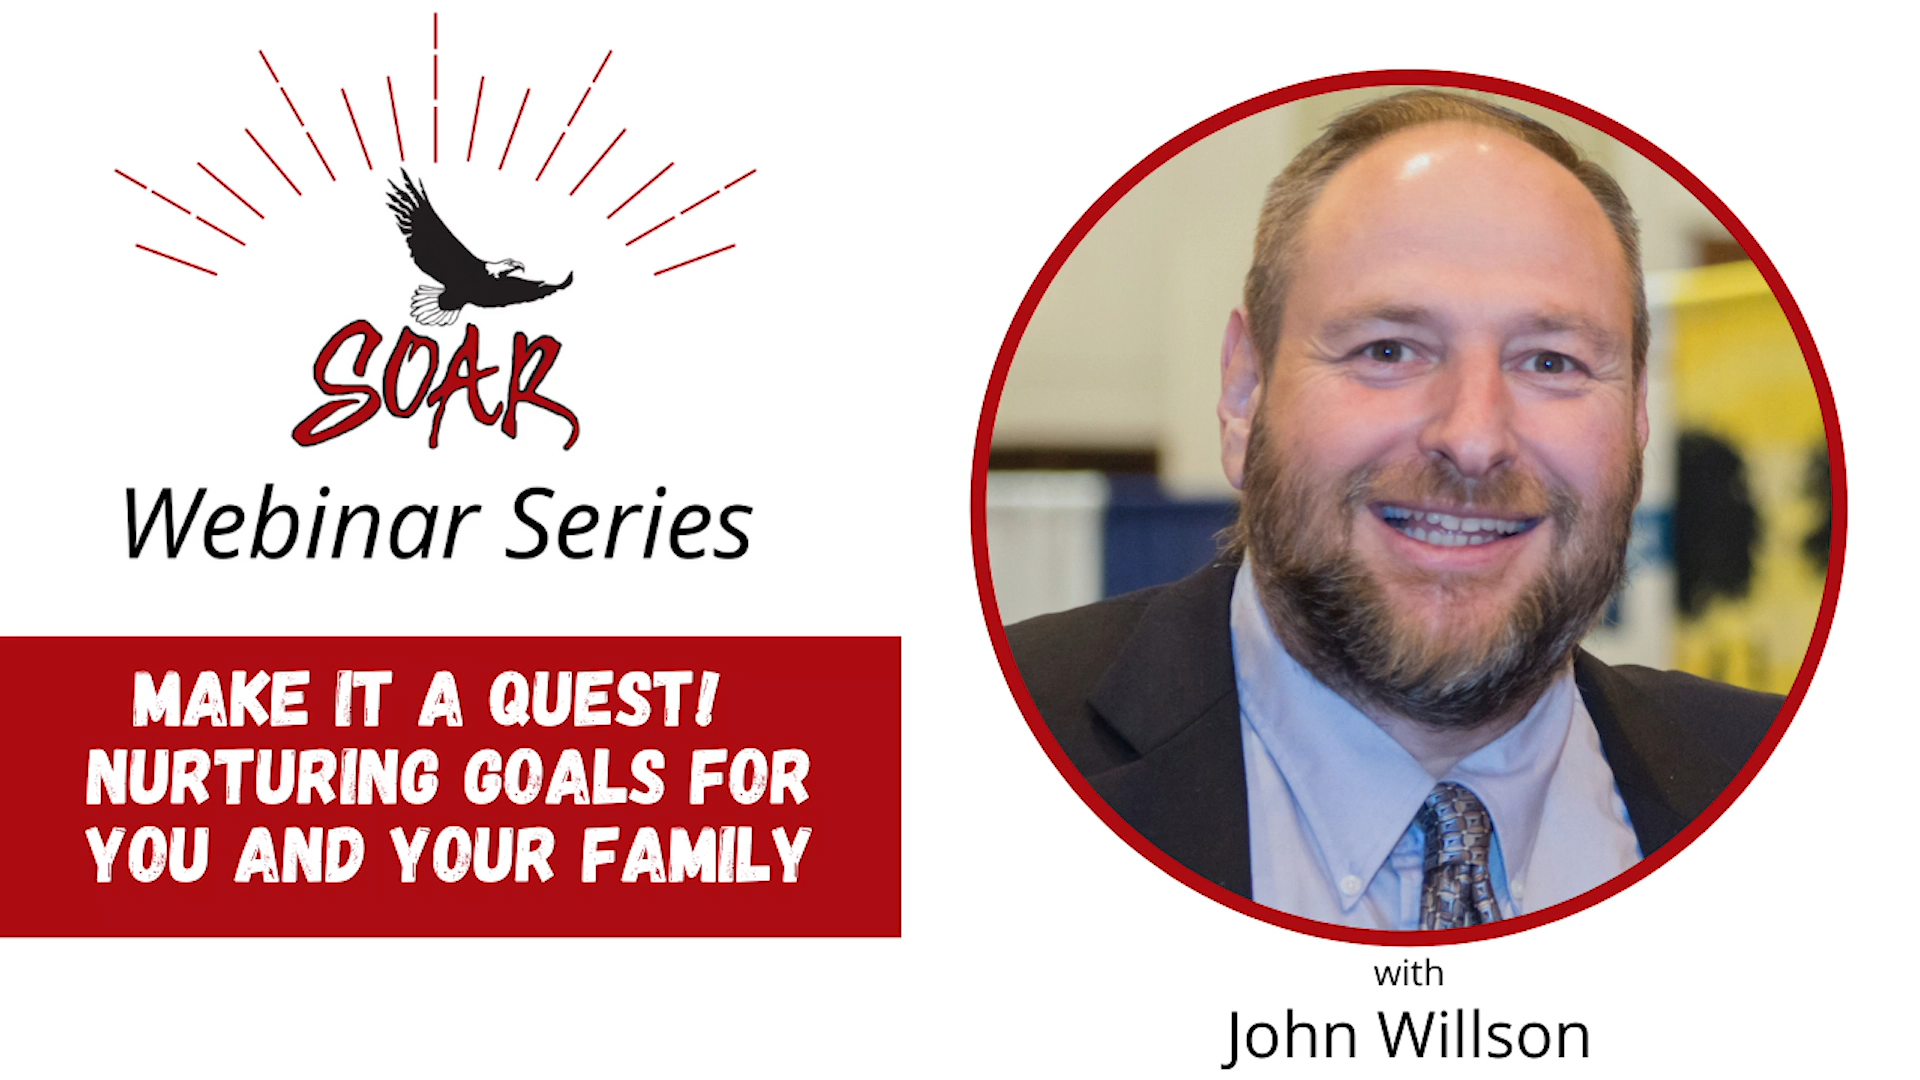 SOAR
Webinar Series
MAKE IT A QUEST!
NURTURING GOALS FOR
YOU AND YOUR FAMILY
with
John Willson